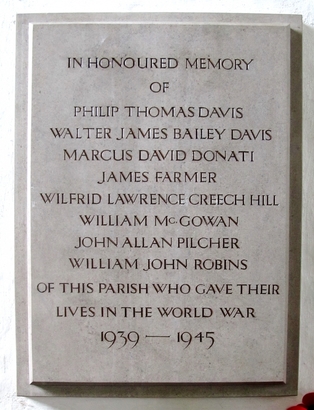 IN HONOURED MEMORY
OF
PHILIP THOMAS DAVIS
WALTER JAMES BAILEY DAVIS
MARCUS DAVID DONATI
JAMES FARMER
WILFRID LAWRENCE CREECH HILL
WILLIAM McGOWAN
JOHN ALLAN PILCHER
WILLIAM JOHN ROBINS
OF THIS PARISH WHO GAVE THEIR
LIVES IN THE WORLD WAR
1939 — 1945